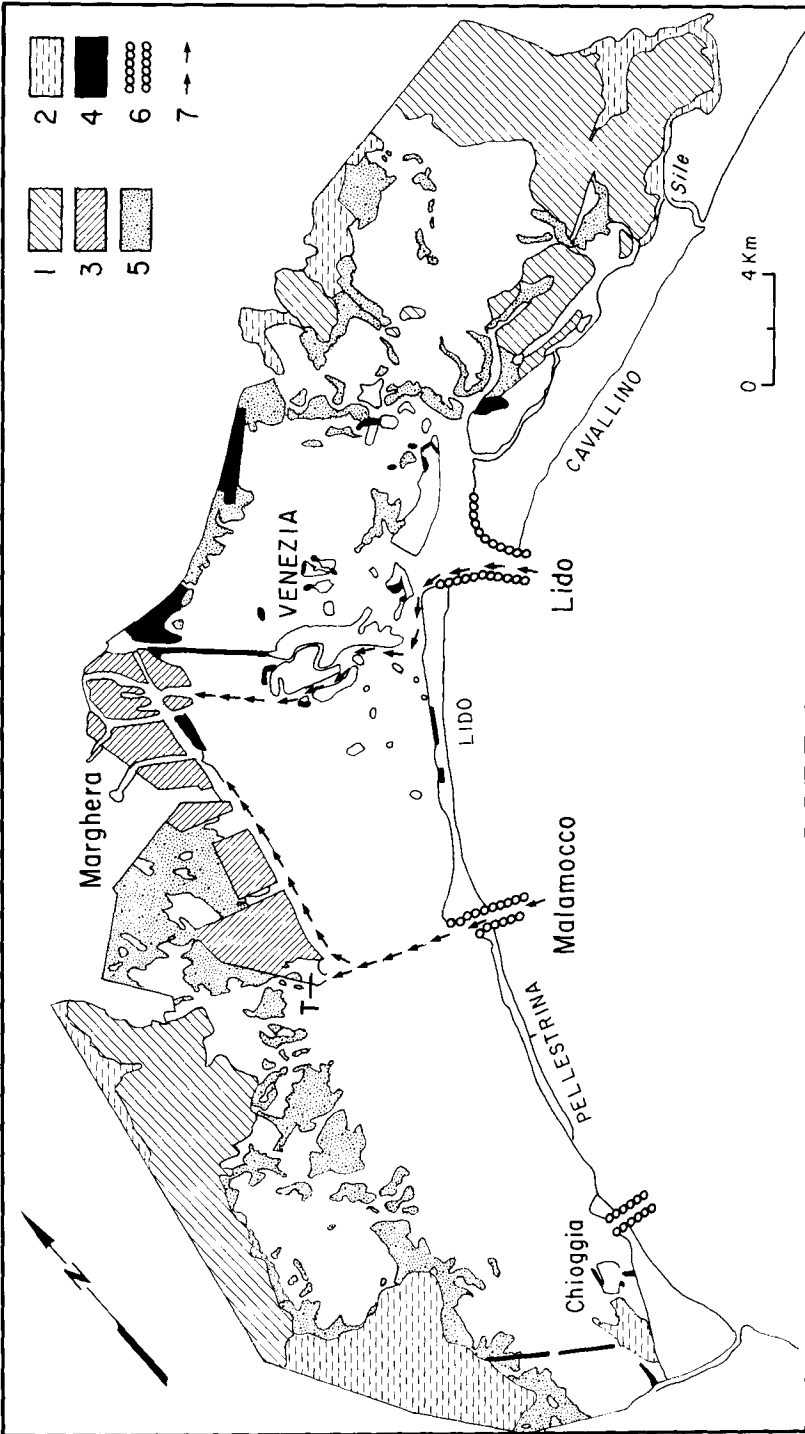 N
1
2
3
4
5
6
7
Marghera
VENEZIA
T
LIDO
Lido
Malamocco
PELLESTRINA
Chioggia
CAVALLINO
Sile
0 4 Km